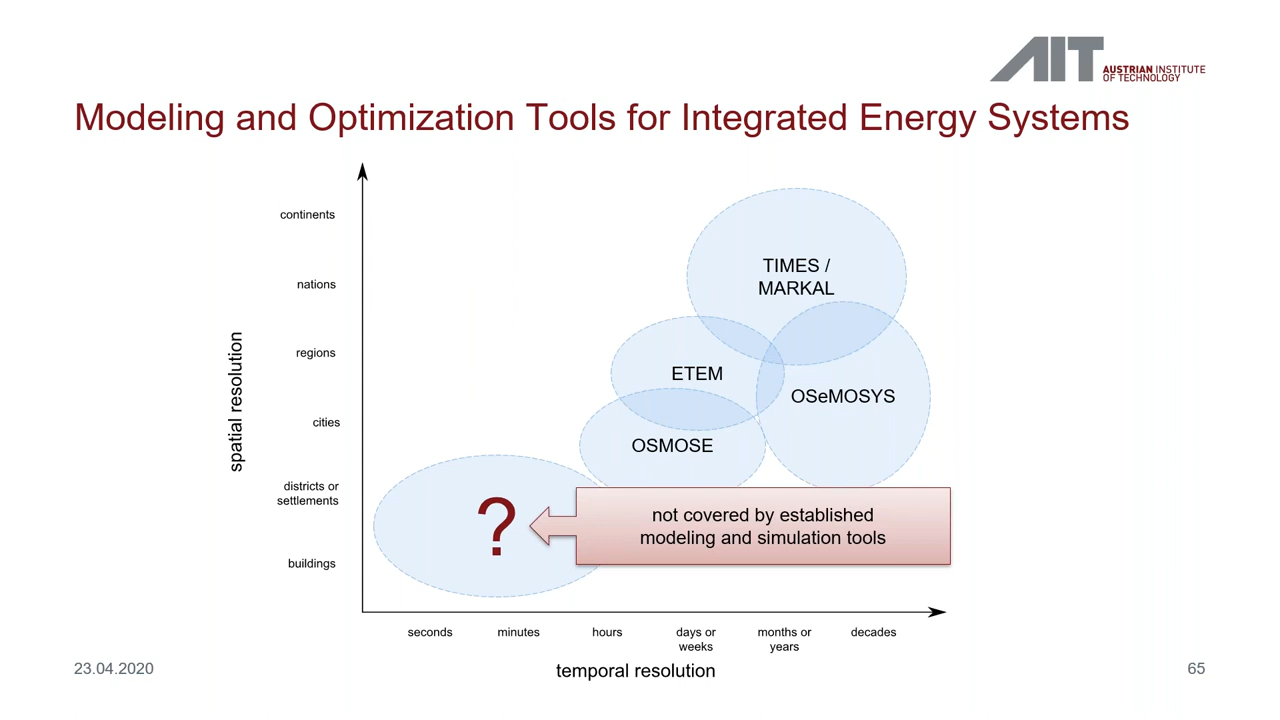 AIT AUSTRIAN INSTITUTE
OF TECHNOLOGY
Modeling and Optimization Tools for Integrated Energy Systems
spatial resolution
continents
nations
regions
cities
districts or
settlements
buildings
TIMES /
MARKAL
ETEM
OSeMOSYS
OSMOSE
?
not covered by established
modeling and simulation tools
seconds
minutes
hours
days or
weeks
months or
years
decades
temporal resolution
23.04.2020
65